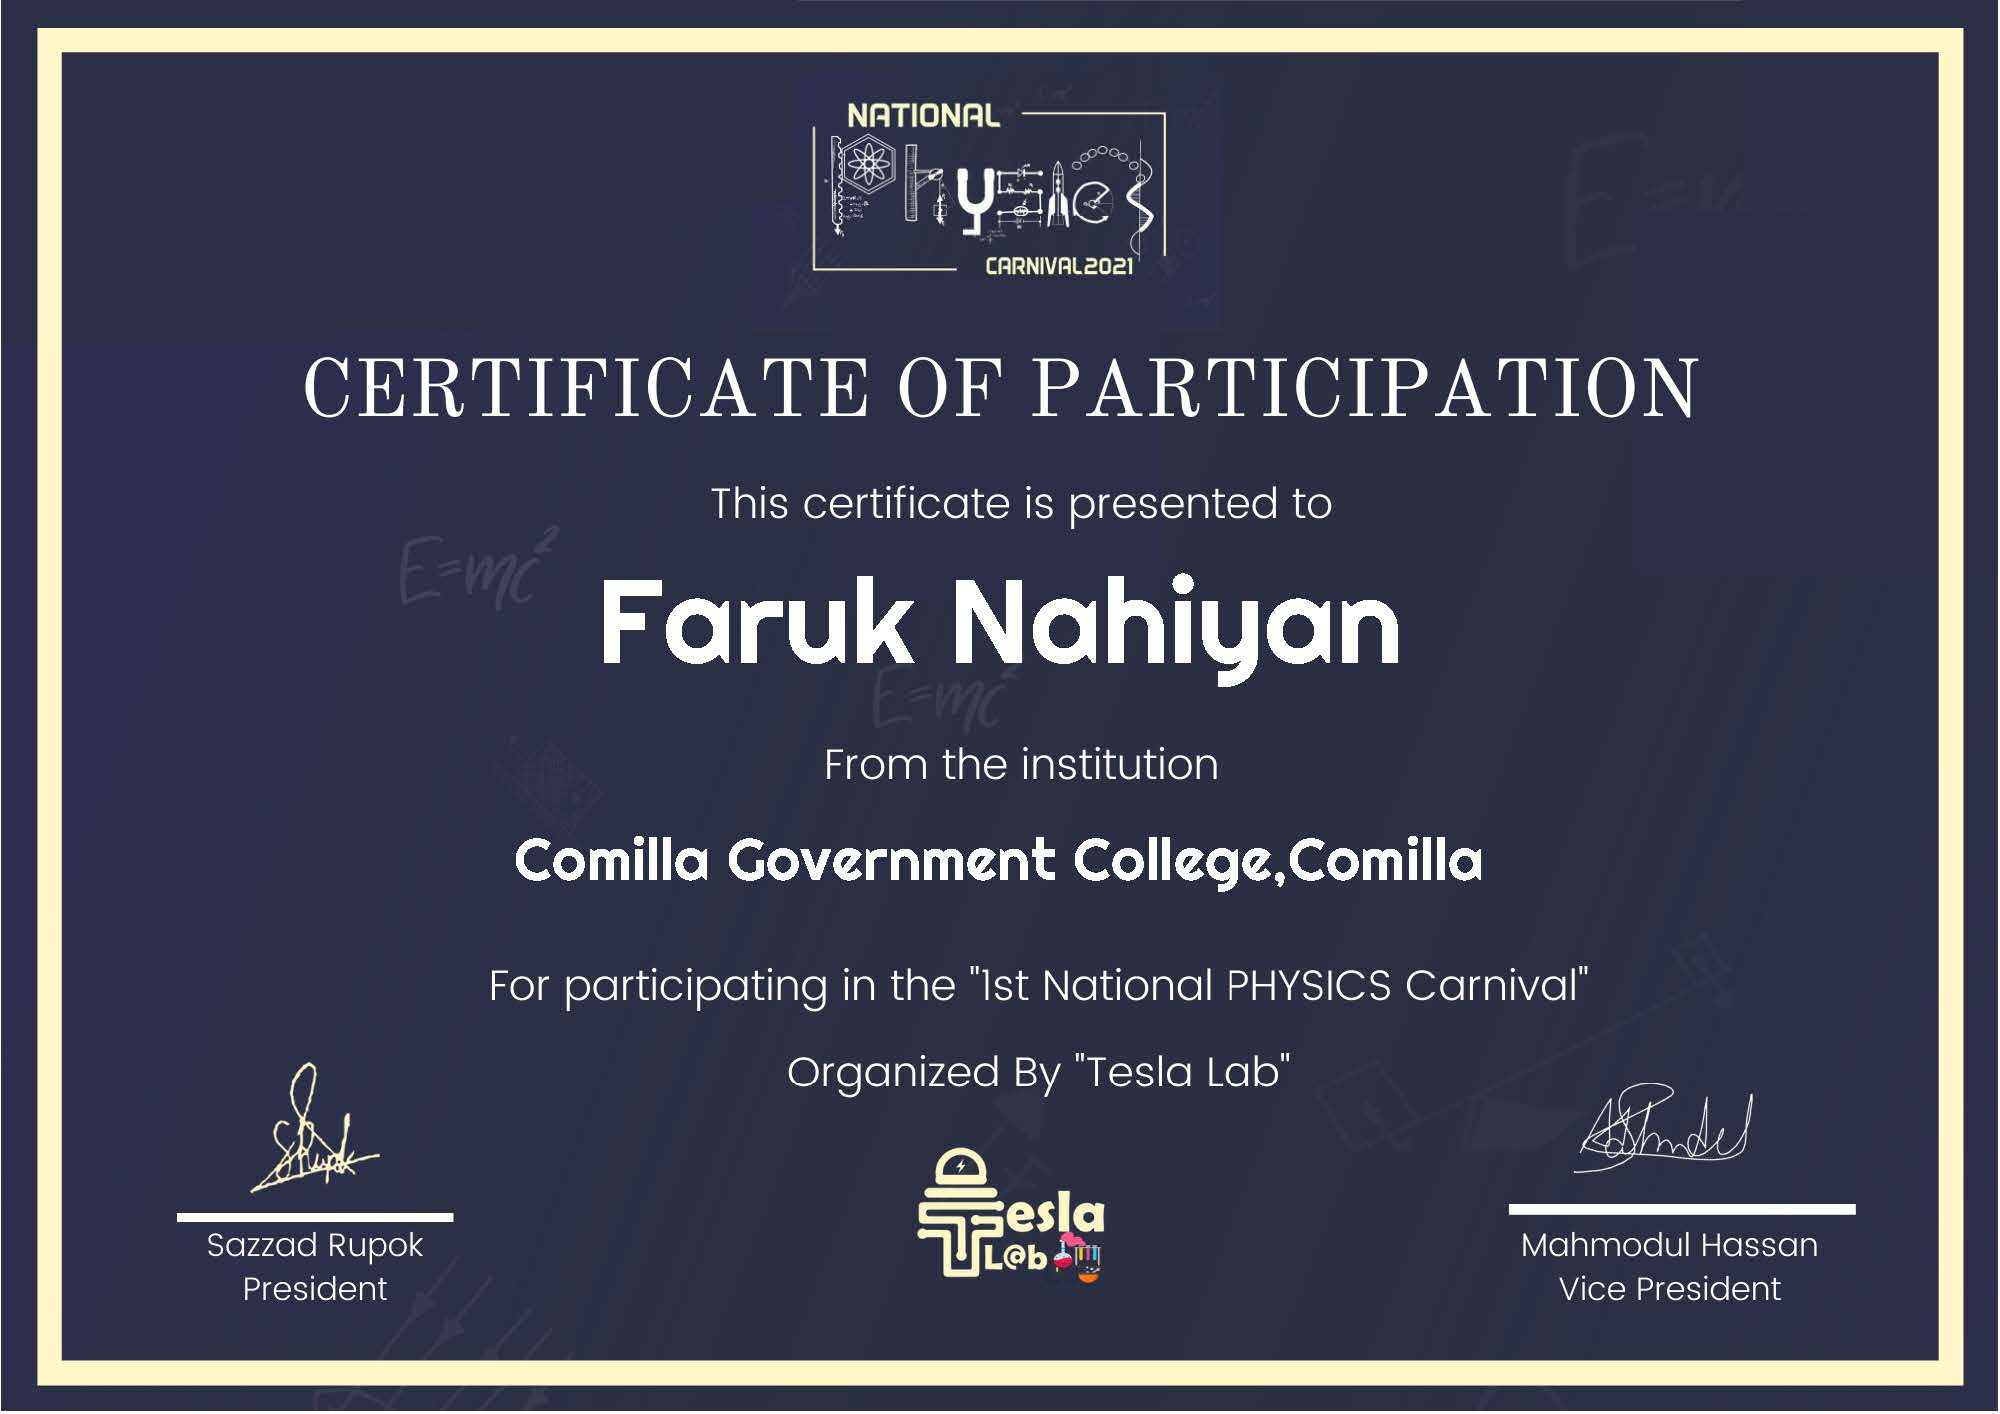 NATIONAL
PHYSICS
CARNIVAL2021
CERTIFICATE OF PARTICIPATION
This certificate is presented to
E=mc²
Faruk Nahiyan
E=mc²
From the institution
Comilla Government College,Comilla
For participating in the "1st National PHYSICS Carnival"
Organized By "Tesla Lab"
Tesla
L@b
Sazzad Rupok
President
Mahmodul Hassan
Vice President